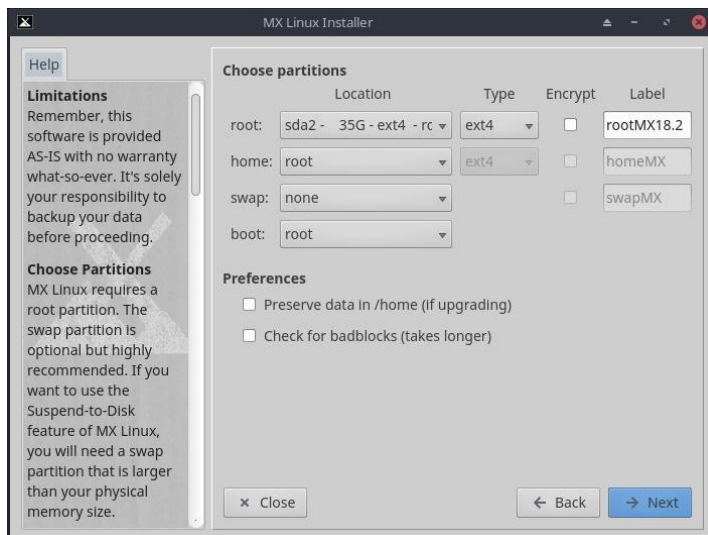 MX Linux Installer
Help
Limitations
Remember, this
software is provided
AS-IS with no warranty
what-so-ever. It's solely
your responsibility to
backup your data
before proceeding.
Choose Partitions
MX Linux requires a
root partition. The
swap partition is
optional but highly
recommended. If you
want to use the
Suspend-to-Disk
feature of MX Linux,
you will need a swap
partition that is larger
than your physical
memory size.
Choose partitions
Location Type Encrypt Label
root: sda2 - 35G - ext4 - rc ext4 rootMX18.2
home: root ext4 homeMX
swap: none swapMX
boot: root
Preferences
Preserve data in /home (if upgrading)
Check for badblocks (takes longer)
Close Back Next